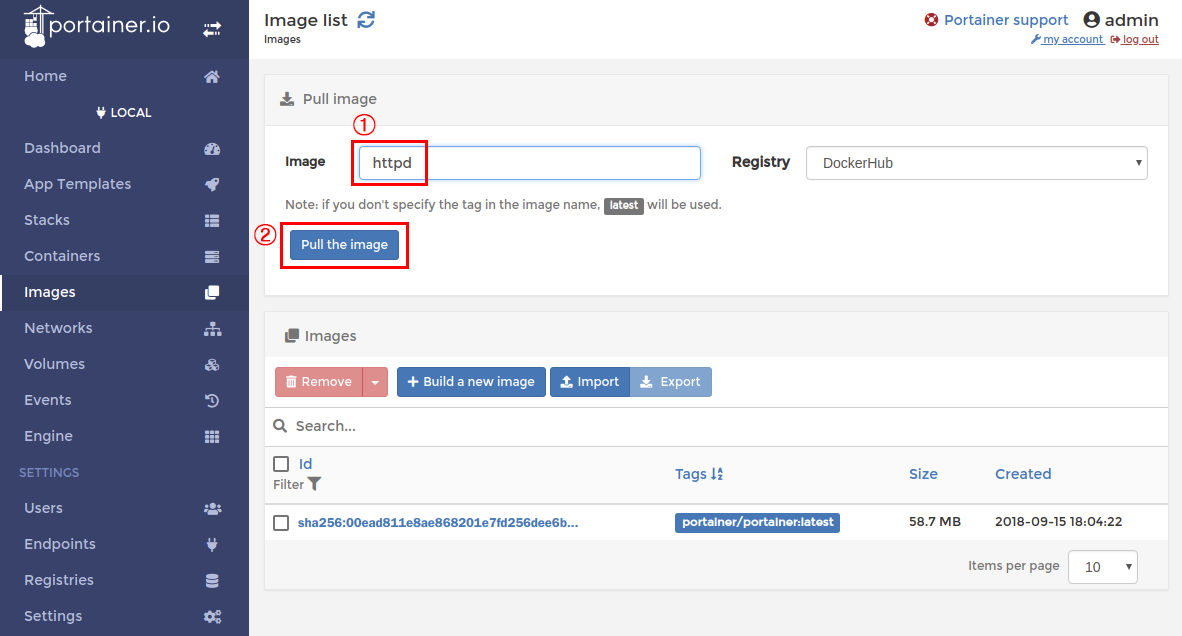 portainer.io
Home
LOCAL
Dashboard
App Templates
Stacks
Containers
Images
Networks
Volumes
Events
Engine
SETTINGS
Users
Endpoints
Registries
Settings
Image list
Images
Portainer support admin
my account log out
Pull image
①
Image httpd Registry DockerHub
Note: if you don't specify the tag in the image name, latest will be used.
②
Pull the image
Images
Remove Build a new image Import Export
Search...
Id Tags Size Created
Filter
sha256:00ead811e8ae868201e7fd256dee6b... portainer/portainer:latest 58.7 MB 2018-09-15 18:04:22
Items per page 10